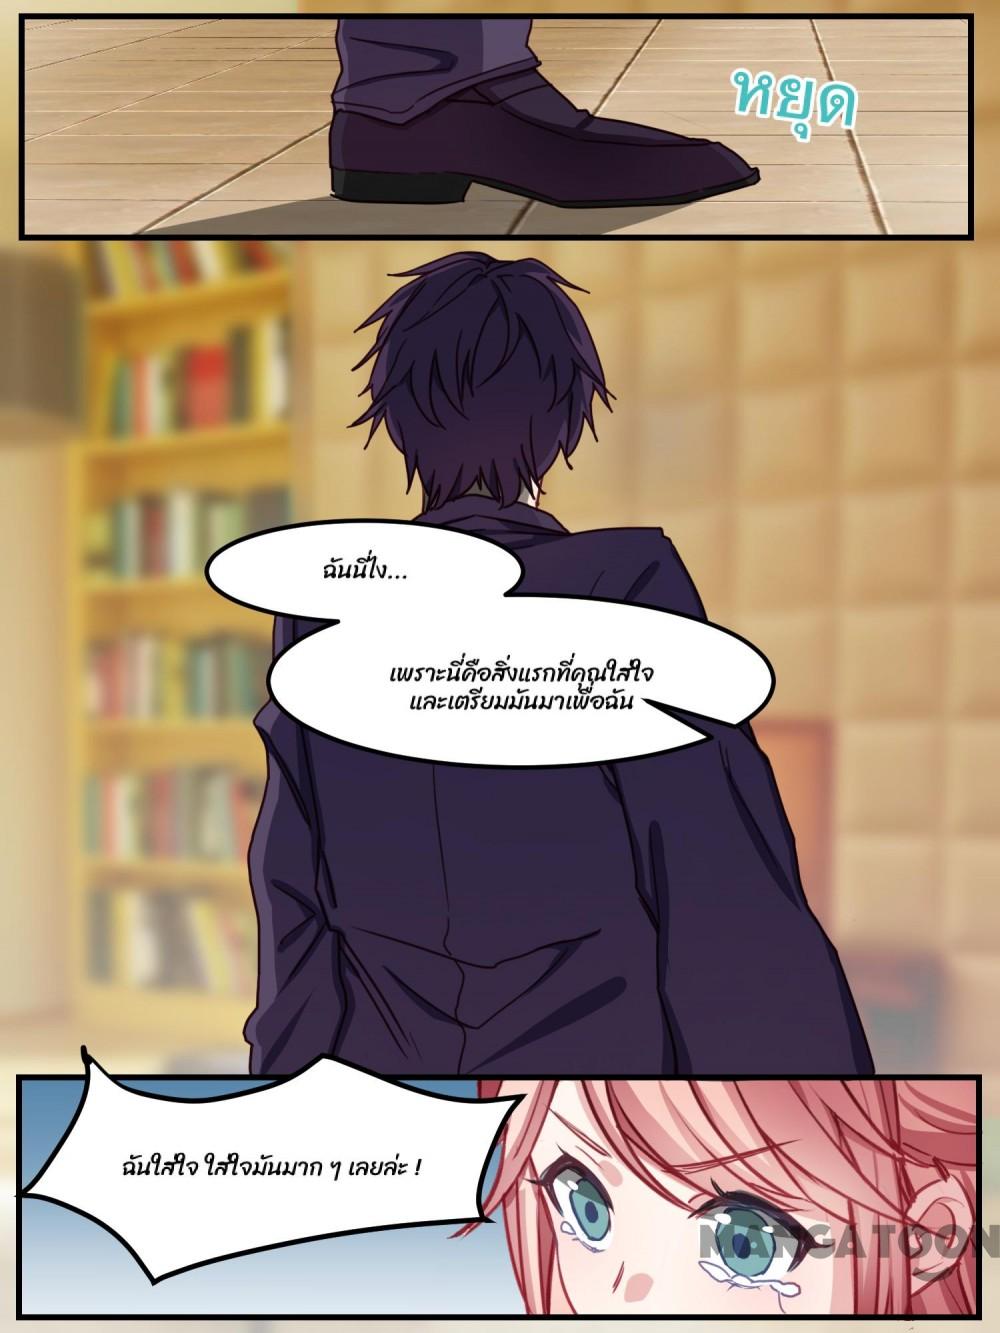 หยุด
ฉันนี่ไง...
เพราะนี่คือสิ่งแรกที่คุณใส่ใจ
และเตรียมมันมาเพื่อฉัน
ฉันใส่ใจ ใส่ใจมันมาก ๆ เลยล่ะ !
MANGATOON